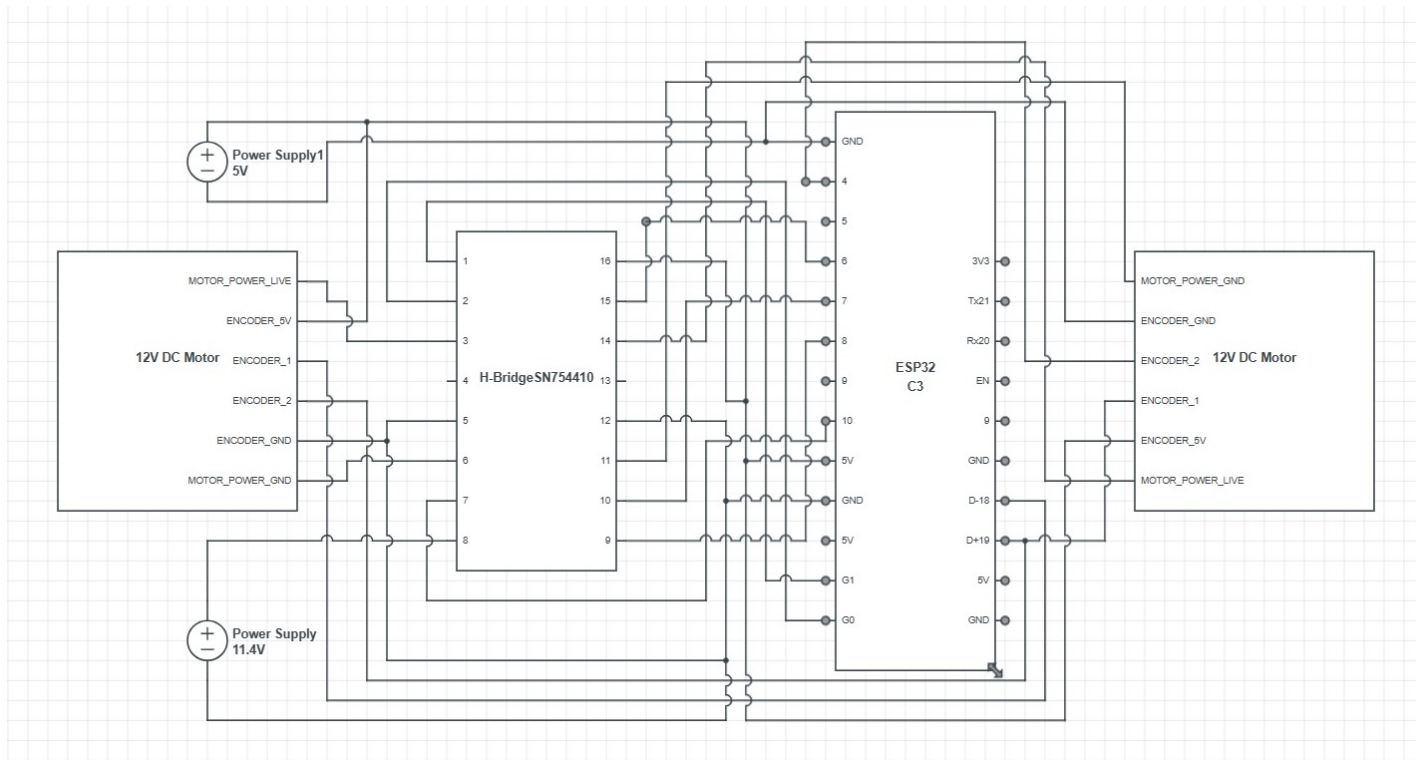 Power Supply1
5V
MOTOR_POWER_LIVE
ENCODER_5V
12V DC Motor
ENCODER_1
ENCODER_2
ENCODER_GND
MOTOR_POWER_GND
Power Supply
11.4V
1
2
3
4
5
6
7
8
H-BridgeSN754410
16
15
14
13
12
11
10
9
GND
4
5
6
7
8
9
10
5V
GND
5V
G1
G0
ESP32
C3
3V3
Tx21
Rx20
EN
9
GND
D-18
D+19
5V
GND
MOTOR_POWER_GND
ENCODER_GND
ENCODER_2
12V DC Motor
ENCODER_1
ENCODER_5V
MOTOR_POWER_LIVE